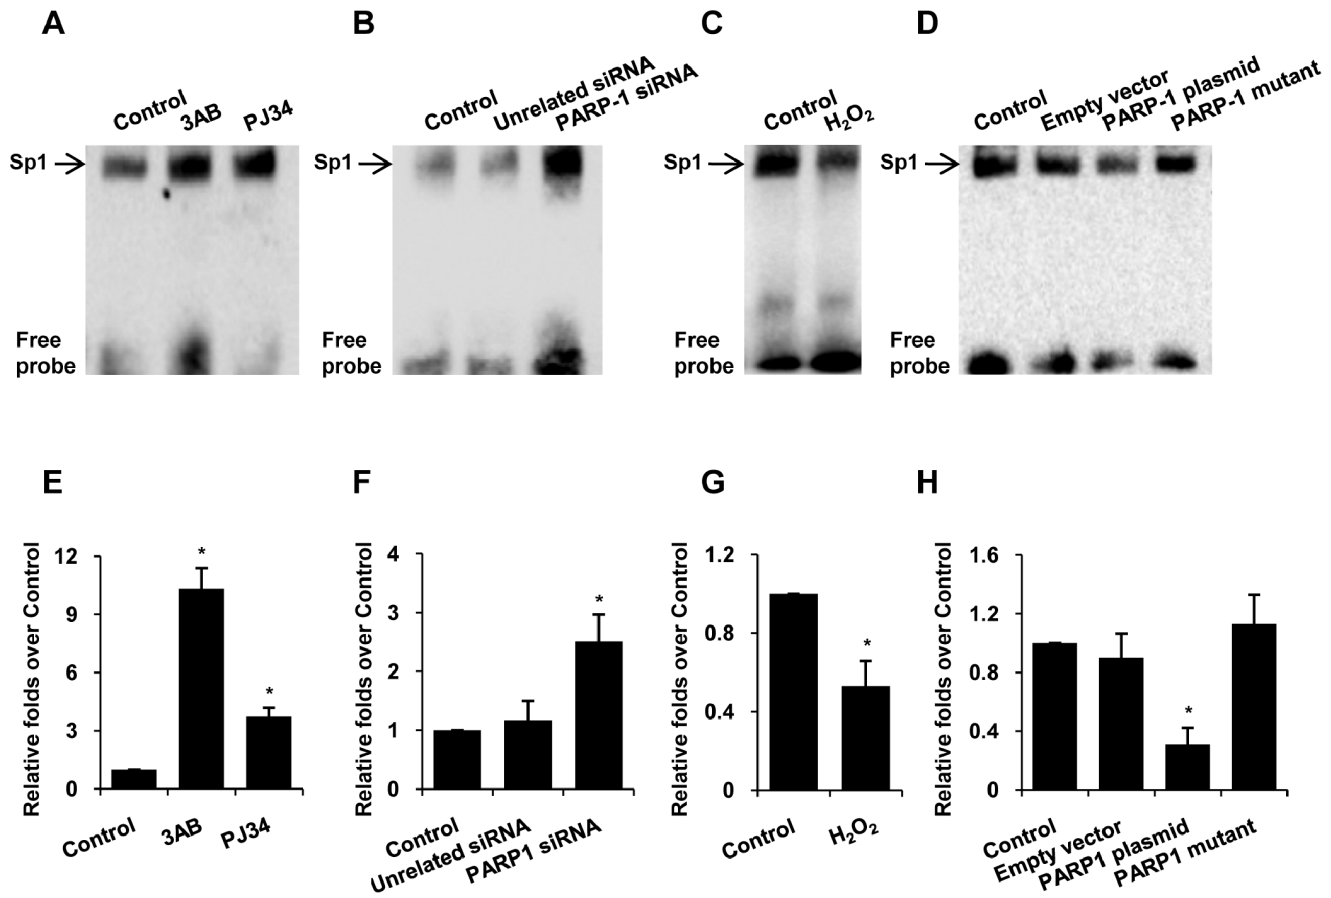 A
B
C
D
Control
3AB
PJ34
Control
Unrelated siRNA
PARP-1 siRNA
Control
H₂O₂
Control
Empty vector
PARP-1 plasmid
PARP-1 mutant
Sp1
Sp1
Sp1
Sp1
Free
probe
Free
probe
Free
probe
Free
probe
E
F
G
H
Relative folds over Control
12
9
6
3
0
Control
3AB
PJ34
*
*
Relative folds over Control
4
3
2
1
0
Control
Unrelated siRNA
PARP1 siRNA
*
Relative folds over Control
1.2
0.8
0.4
0
Control
H₂O₂
*
Relative folds over Control
1.6
1.2
0.8
0.4
0
Control
Empty vector
PARP1 plasmid
PARP1 mutant
*